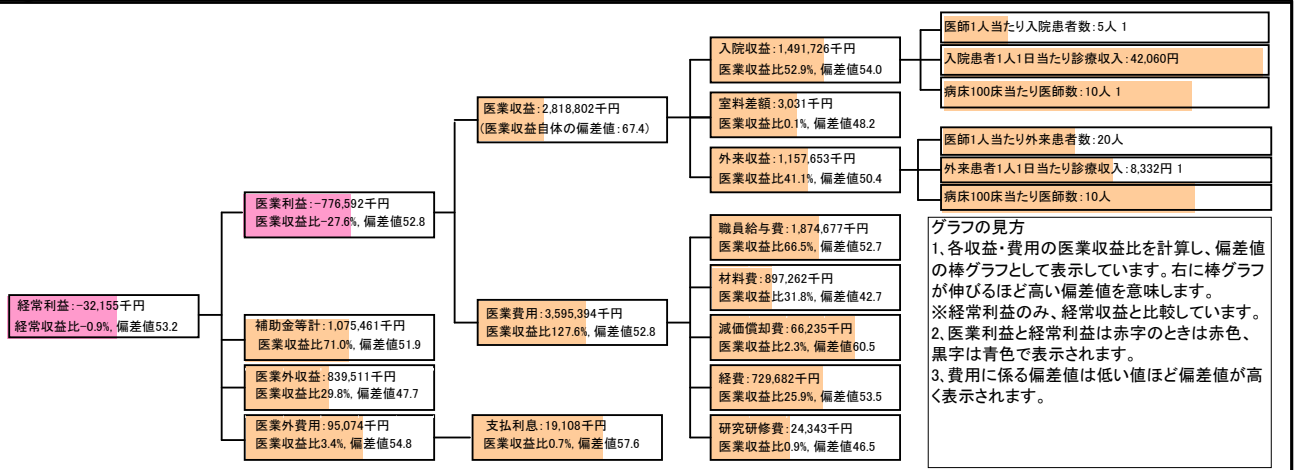 経常利益：-32,155千円
経常収益比-0.9%, 偏差値53.2
医業利益：-776,592千円
医業収益比-27.6%, 偏差値52.8
補助金等計：1,075,461千円
医業収益比71.0%, 偏差値51.9
医業外収益：839,511千円
医業収益比29.8%, 偏差値47.7
医業外費用：95,074千円
医業収益比3.4%, 偏差値54.8
医業収益：2,818,802千円
(医業収益自体の偏差値：67.4)
医業費用：3,595,394千円
医業収益比127.6%, 偏差値52.8
支払利息：19,108千円
医業収益比0.7%, 偏差値57.6
入院収益：1,491,726千円
医業収益比52.9%, 偏差値54.0
室料差額：3,031千円
医業収益比0.1%, 偏差値48.2
外来収益：1,157,653千円
医業収益比41.1%, 偏差値50.4
職員給与費：1,874,677千円
医業収益比66.5%, 偏差値52.7
材料費：897,262千円
医業収益比31.8%, 偏差値42.7
減価償却費：66,235千円
医業収益比2.3%, 偏差値60.5
経費：729,682千円
医業収益比25.9%, 偏差値53.5
研究研修費：24,343千円
医業収益比0.9%, 偏差値46.5
医師1人当たり入院患者数：5人 1
入院患者1人1日当たり診療収入：42,060円
病床100床当たり医師数：10人 1
医師1人当たり外来患者数：20人
外来患者1人1日当たり診療収入：8,332円 1
病床100床当たり医師数：10人
グラフの見方
1、各収益・費用の医業収益比を計算し、偏差値
の棒グラフとして表示しています。右に棒グラフ
が伸びるほど高い偏差値を意味します。
※経常利益のみ、経常収益と比較しています。
2、医業利益と経常利益は赤字のときは赤色、
黒字は青色で表示されます。
3、費用に係る偏差値は低い値ほど偏差値が高
く表示されます。